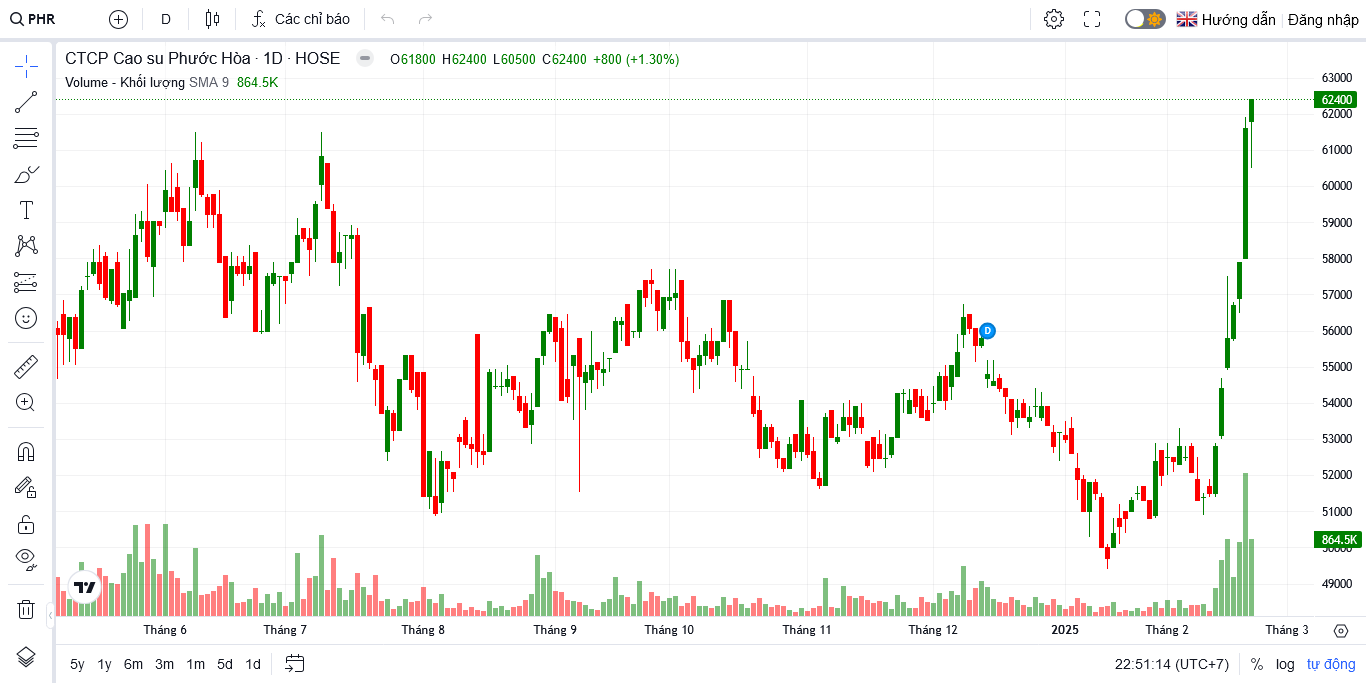 PHR
D
Các chỉ báo
Hướng dẫn
Đăng nhập
CTCP Cao su Phước Hòa · 1D · HOSE
O61800 H62400 L60500 C62400 +800 (+1.30%)
Volume - Khối lượng SMA 9 864.5K
63000
62400
62000
61000
60000
59000
58000
57000
56000
55000
54000
53000
52000
51000
864.5K
50000
49000
D
Tháng 6
Tháng 7
Tháng 8
Tháng 9
Tháng 10
Tháng 11
Tháng 12
2025
Tháng 2
Tháng 3
5y 1y 6m 3m 1m 5d 1d
22:51:14 (UTC+7)
% log tự động